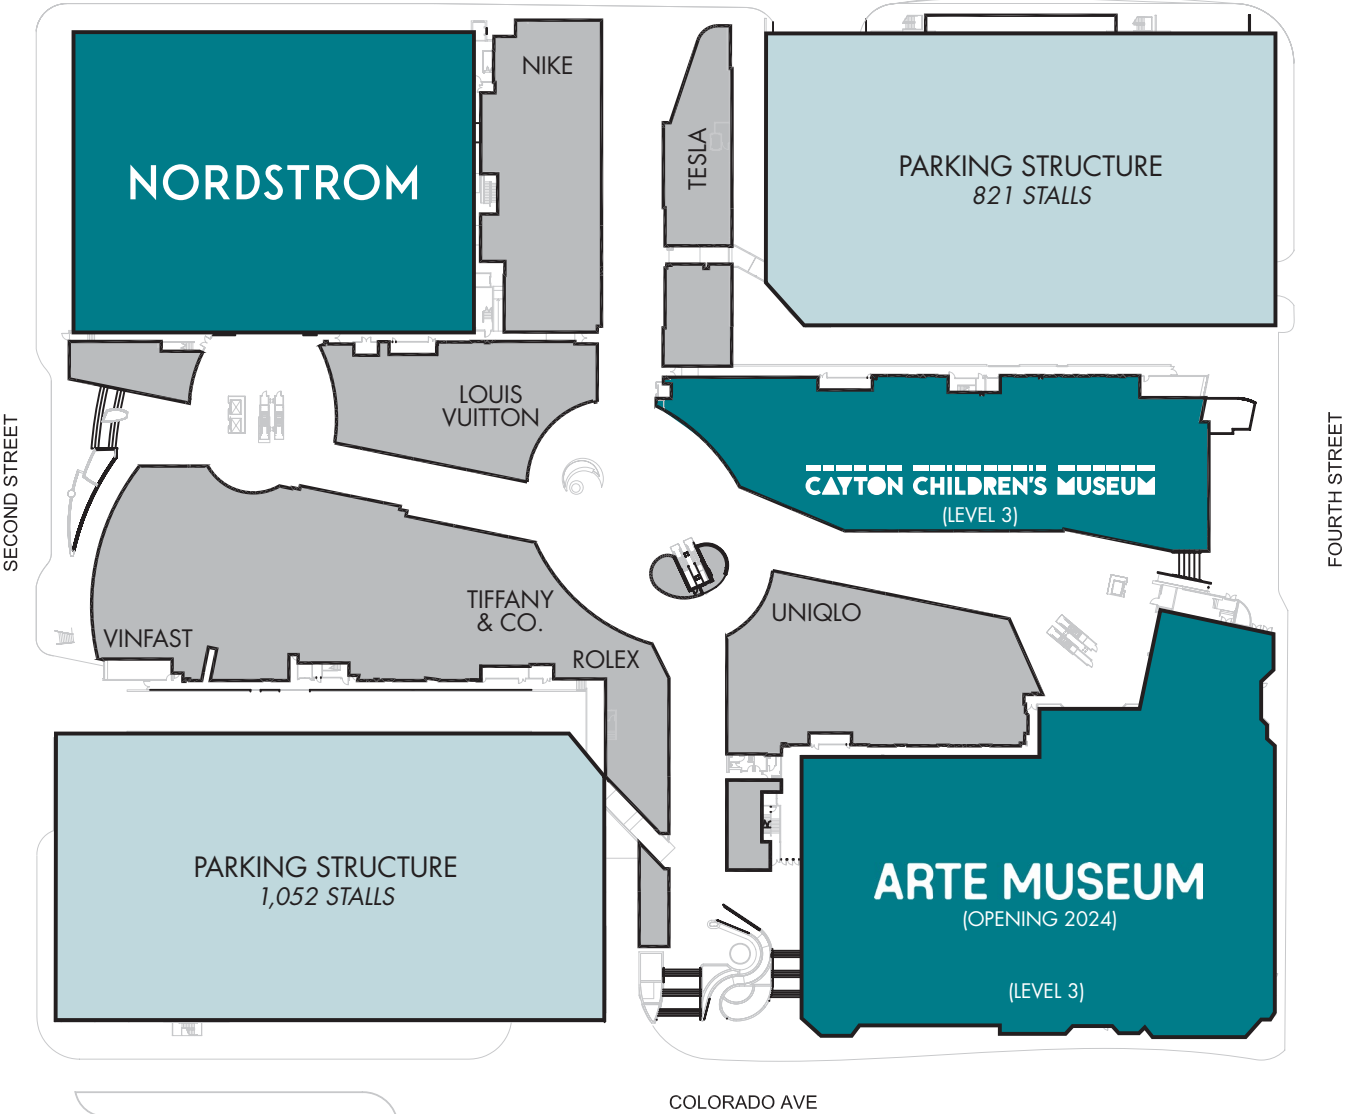 NIKE
NORDSTROM
TESLA
PARKING STRUCTURE
821 STALLS
LOUIS
VUITTON
SECOND STREET
FOURTH STREET
CAYTON CHILDREN'S MUSEUM
(LEVEL 3)
TIFFANY
& CO.
UNIQLO
VINFAST
ROLEX
PARKING STRUCTURE
1,052 STALLS
ARTE MUSEUM
(OPENING 2024)
(LEVEL 3)
COLORADO AVE